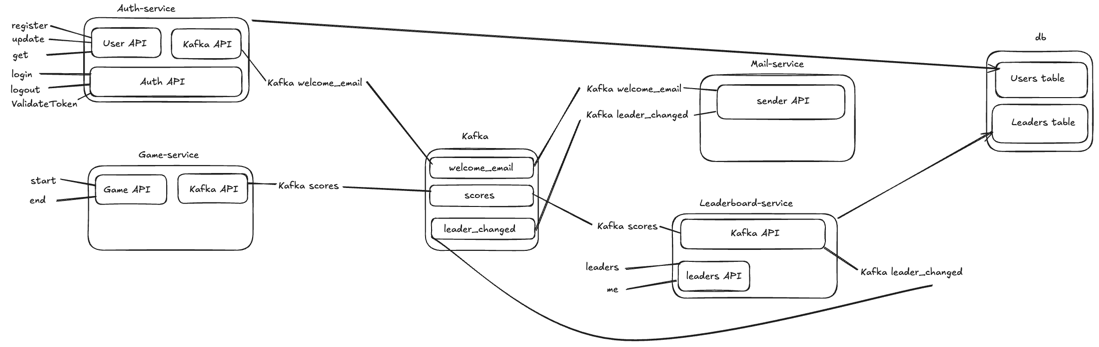 Auth-service
register
update
get
login
logout
ValidateToken
User API
Kafka API
Auth API
Kafka welcome_email
Game-service
start
end
Game API
Kafka API
Kafka scores
Kafka
welcome_email
scores
leader_changed
Mail-service
Kafka welcome_email
Kafka leader_changed
sender API
Leaderboard-service
Kafka scores
Kafka API
leaders
me
leaders API
Kafka leader_changed
db
Users table
Leaders table